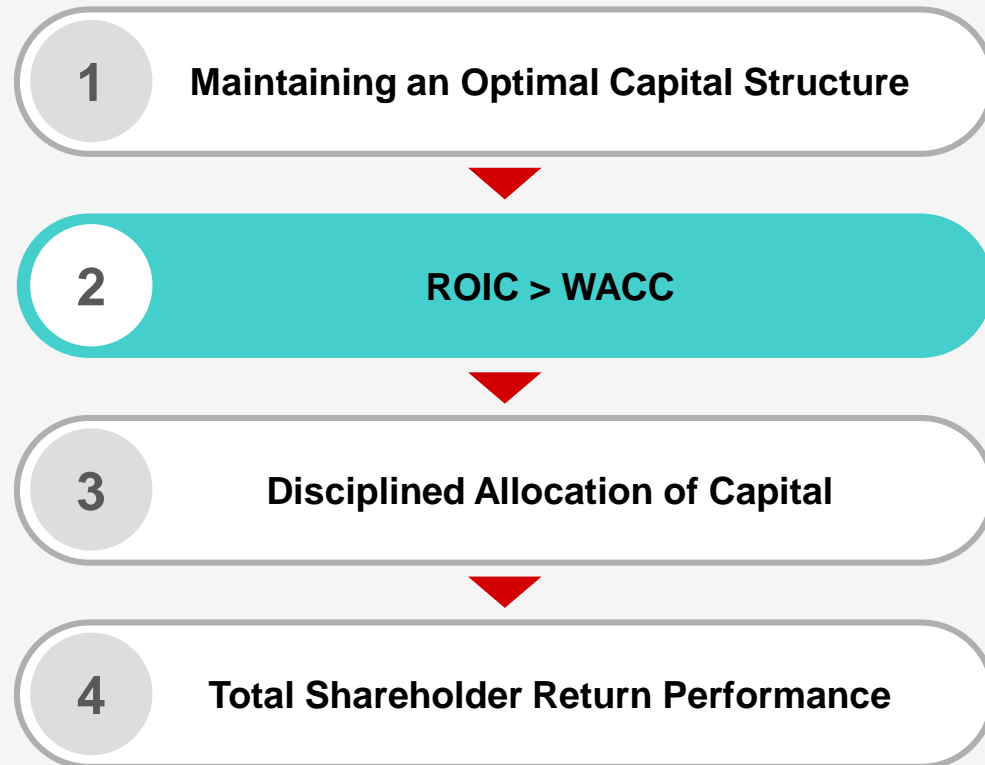 1
Maintaining an Optimal Capital Structure
2
ROIC > WACC
3
Disciplined Allocation of Capital
4
Total Shareholder Return Performance